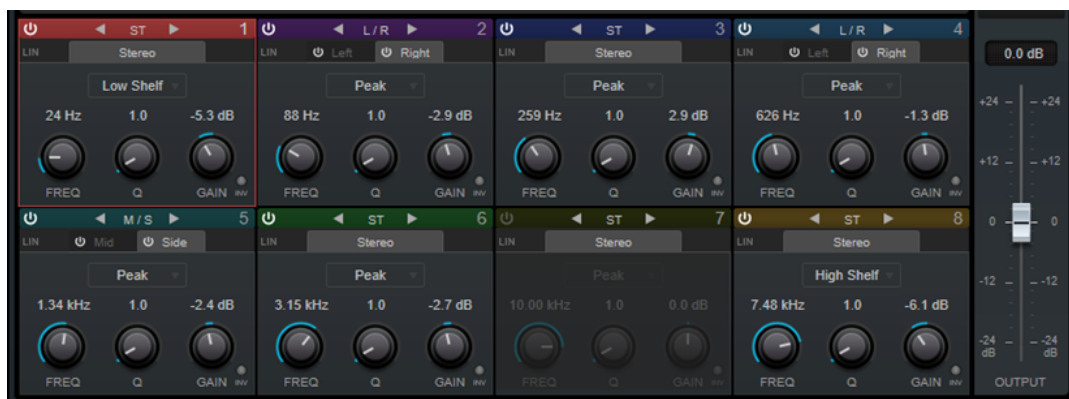 ST 1 L / R 2 ST 3 L / R 4
LIN Stereo LIN Left Right LIN Stereo LIN Left Right 0.0 dB
Low Shelf Peak Peak Peak
24 Hz 1.0 -5.3 dB 88 Hz 1.0 -2.9 dB 259 Hz 1.0 2.9 dB 626 Hz 1.0 -1.3 dB +24 +24
+12 +12
FREQ Q GAIN INV FREQ Q GAIN INV FREQ Q GAIN INV FREQ Q GAIN INV
M / S 5 ST 6 ST 7 ST 8 0 0
LIN Mid Side LIN Stereo LIN Stereo LIN Stereo
Peak Peak Peak High Shelf -12 -12
1.34 kHz 1.0 -2.4 dB 3.15 kHz 1.0 -2.7 dB 10.00 kHz 1.0 0.0 dB 7.48 kHz 1.0 -6.1 dB
-24 -24
dB dB
FREQ Q GAIN INV FREQ Q GAIN INV FREQ Q GAIN INV FREQ Q GAIN INV OUTPUT